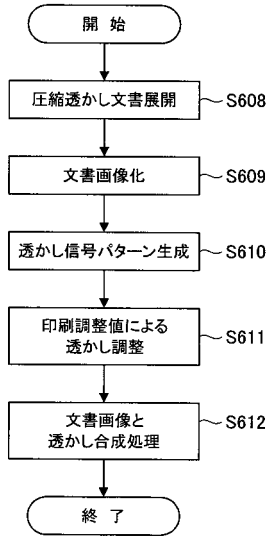 開 始
圧縮透かし文書展開 S608
文書画像化 S609
透かし信号パターン生成 S610
印刷調整値による
透かし調整 S611
文書画像と
透かし合成処理 S612
終 了